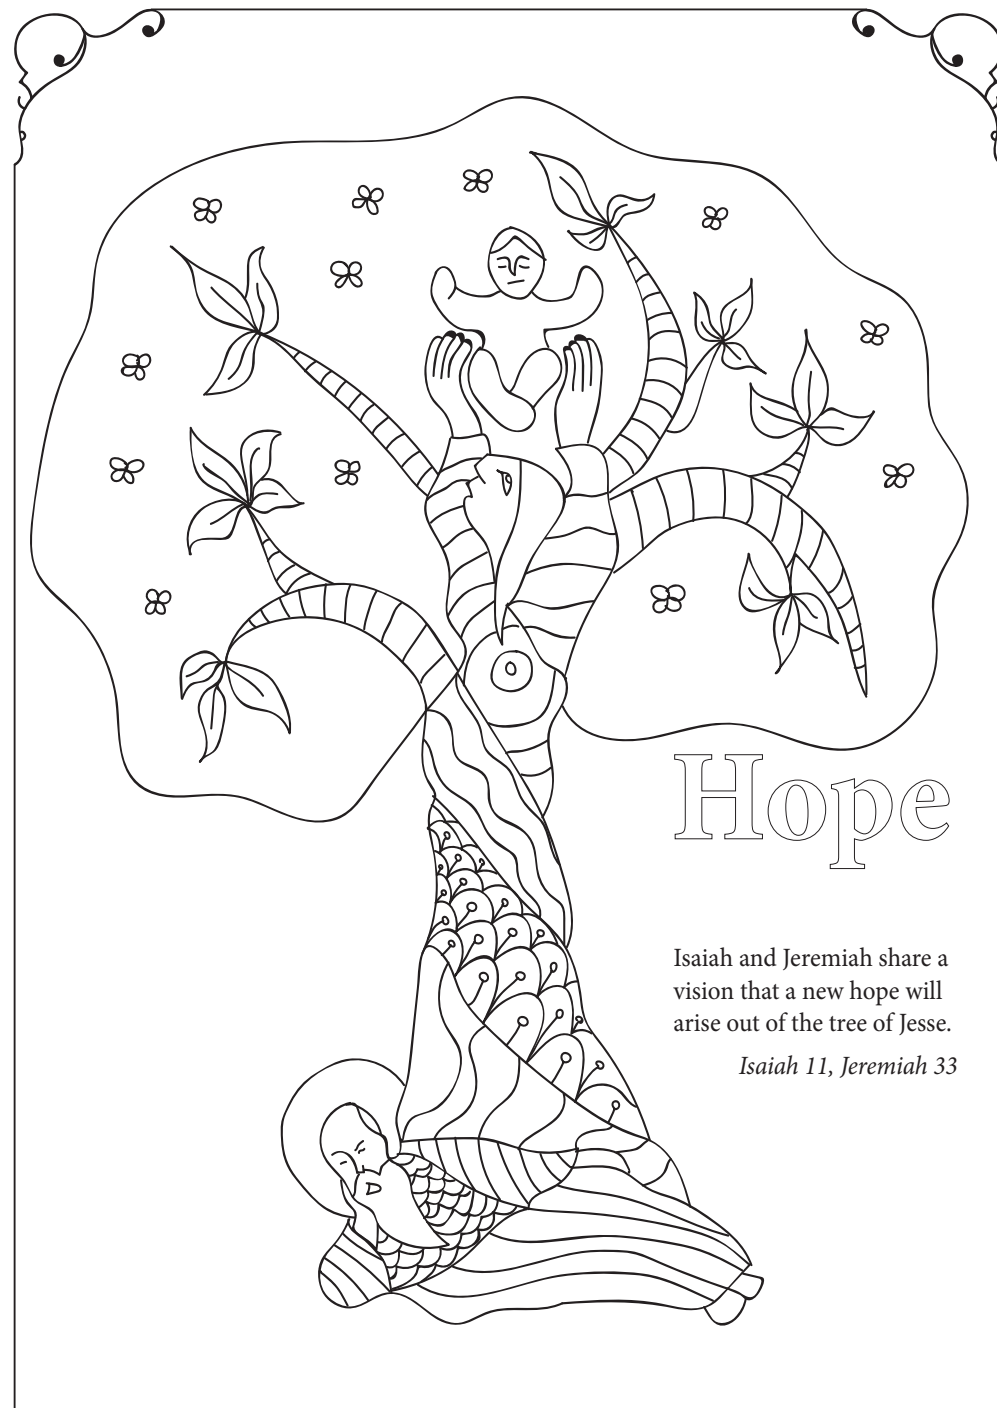 Hope
Isaiah and Jeremiah share a
vision that a new hope will
arise out of the tree of Jesse.
Isaiah 11, Jeremiah 33